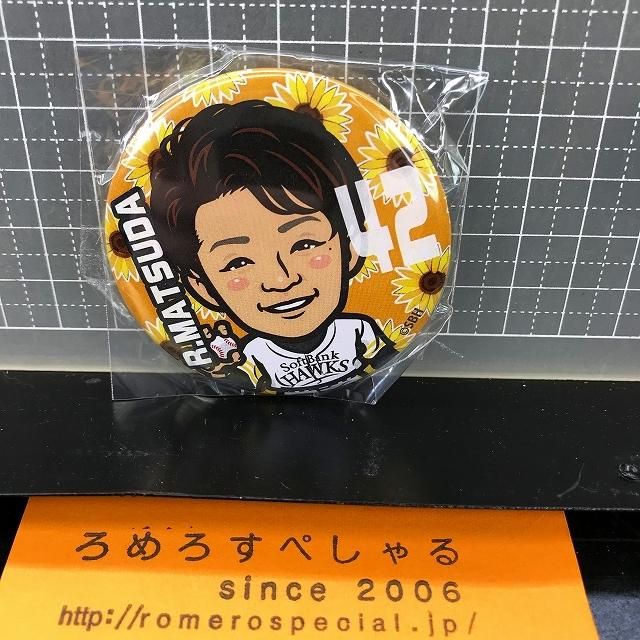 R.MATSUDA
42
©SBH
SoftBank
HAWKS
ろめろすぺしゃる
since 2006
http://romerospecial.jp/